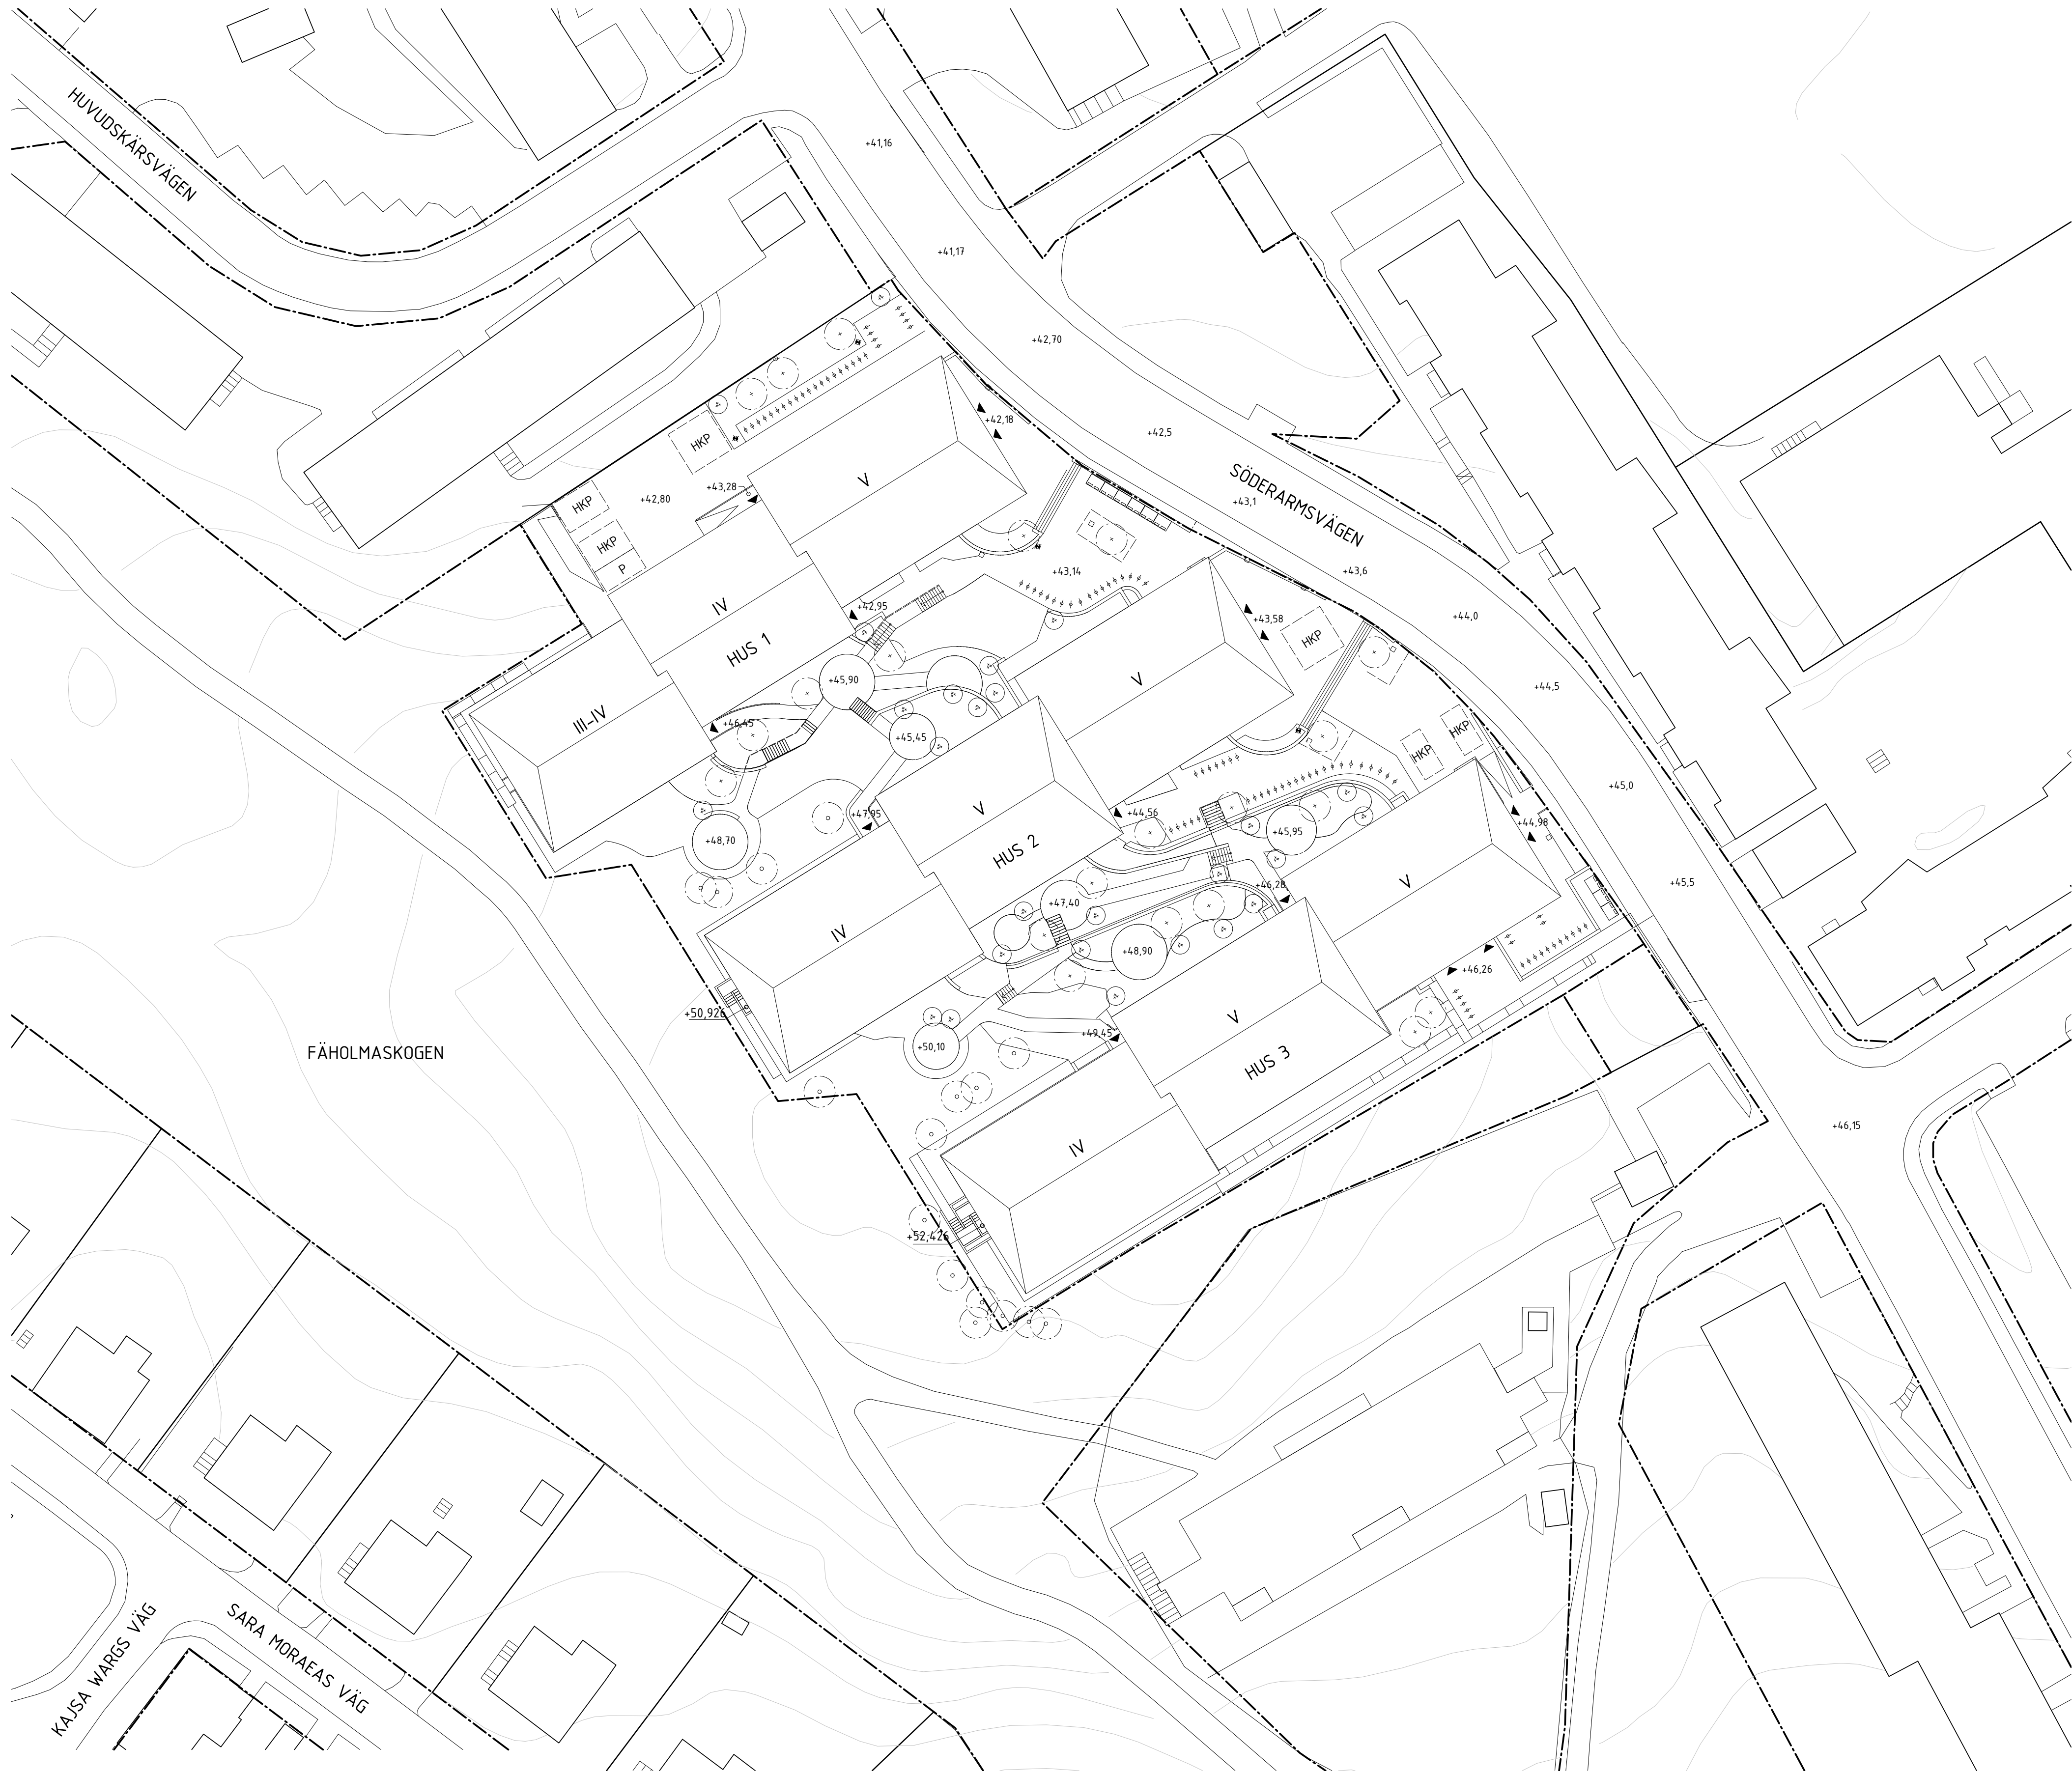 HUVUDSKÄRSVÄGEN
+41,16
+41,17
+42,70
+42,5
SÖDERARMSVÄGEN
+43,1
+43,6
+44,0
+44,5
+45,0
+45,5
+46,15
+42,18
HKP
V
+43,28
+42,80
HKP
HKP
P
IV
HUS 1
III-IV
+42,95
+43,14
+45,90
+46,45
+45,45
+47,95
+48,70
+43,58
HKP
V
V
HUS 2
IV
+44,56
HKP
HKP
+44,98
+45,95
+46,28
+47,40
+48,90
V
+46,26
+50,926
+50,10
+49,45
V
HUS 3
IV
+52,426
FÄHOLMASKOGEN
SARA MORAEAS VÄG
KAJSA WARGS VÄG